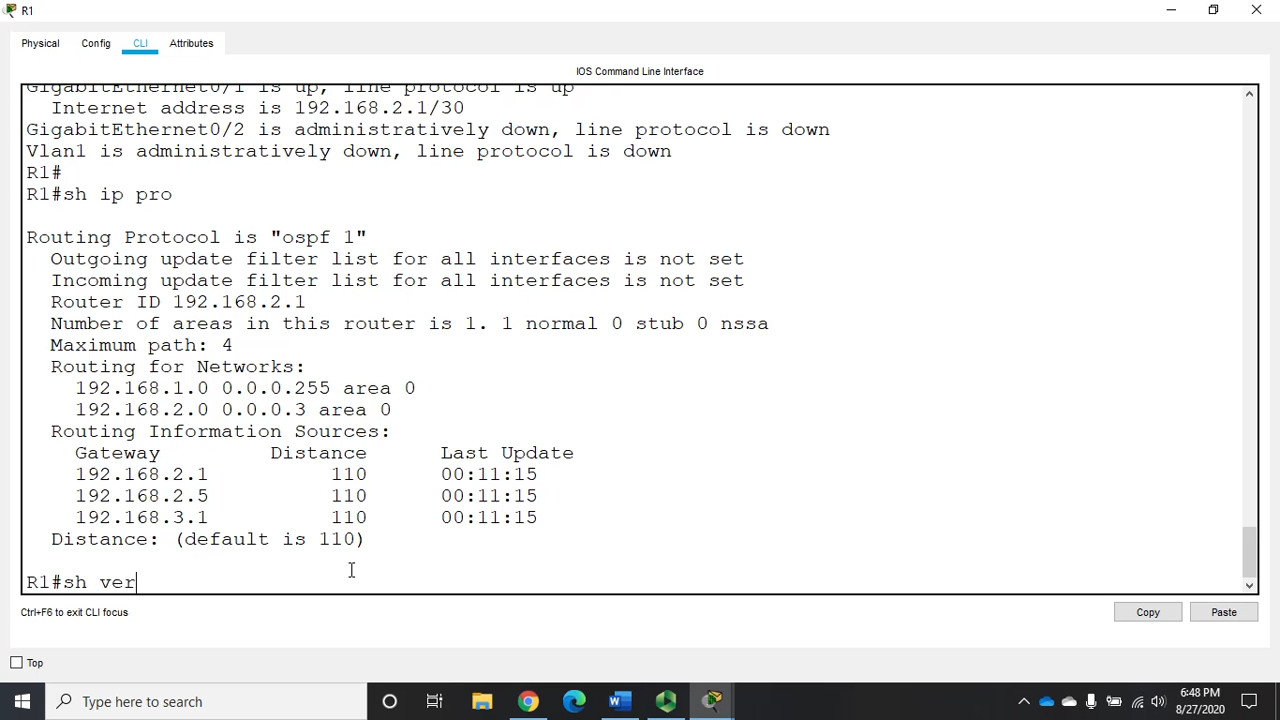 R1
Physical
Config
CLI
Attributes
IOS Command Line Interface
GigabitEthernet0/1 is up, line protocol is up
Internet address is 192.168.2.1/30
GigabitEthernet0/2 is administratively down, line protocol is down
Vlan1 is administratively down, line protocol is down
R1#
R1#sh ip pro
Routing Protocol is "ospf 1"
Outgoing update filter list for all interfaces is not set
Incoming update filter list for all interfaces is not set
Router ID 192.168.2.1
Number of areas in this router is 1. 1 normal 0 stub 0 nssa
Maximum path: 4
Routing for Networks:
192.168.1.0 0.0.0.255 area 0
192.168.2.0 0.0.0.3 area 0
Routing Information Sources:
Gateway Distance Last Update
192.168.2.1 110 00:11:15
192.168.2.5 110 00:11:15
192.168.3.1 110 00:11:15
Distance: (default is 110)
R1#sh ver
Ctrl+F6 to exit CLI focus
Copy
Paste
Top
Type here to search
6:48 PM
8/27/2020